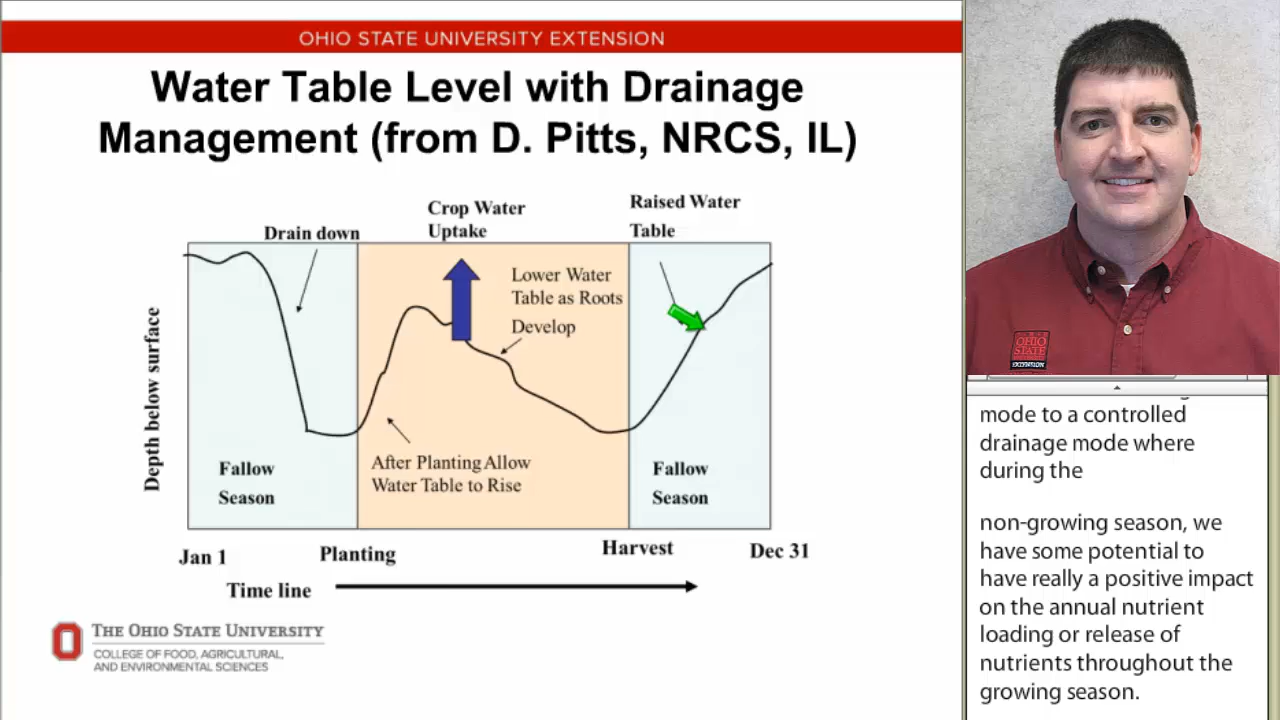 OHIO STATE UNIVERSITY EXTENSION
Water Table Level with Drainage
Management (from D. Pitts, NRCS, IL)
Drain down
Crop Water
Uptake
Raised Water
Table
Lower Water
Table as Roots
Develop
Depth below surface
Fallow
Season
After Planting Allow
Water Table to Rise
Fallow
Season
Jan 1
Planting
Harvest
Dec 31
Time line
THE OHIO STATE UNIVERSITY
COLLEGE OF FOOD, AGRICULTURAL,
AND ENVIRONMENTAL SCIENCES
OHIO
STATE
EXTENSION
mode to a controlled
drainage mode where
during the
non-growing season, we
have some potential to
have really a positive impact
on the annual nutrient
loading or release of
nutrients throughout the
growing season.